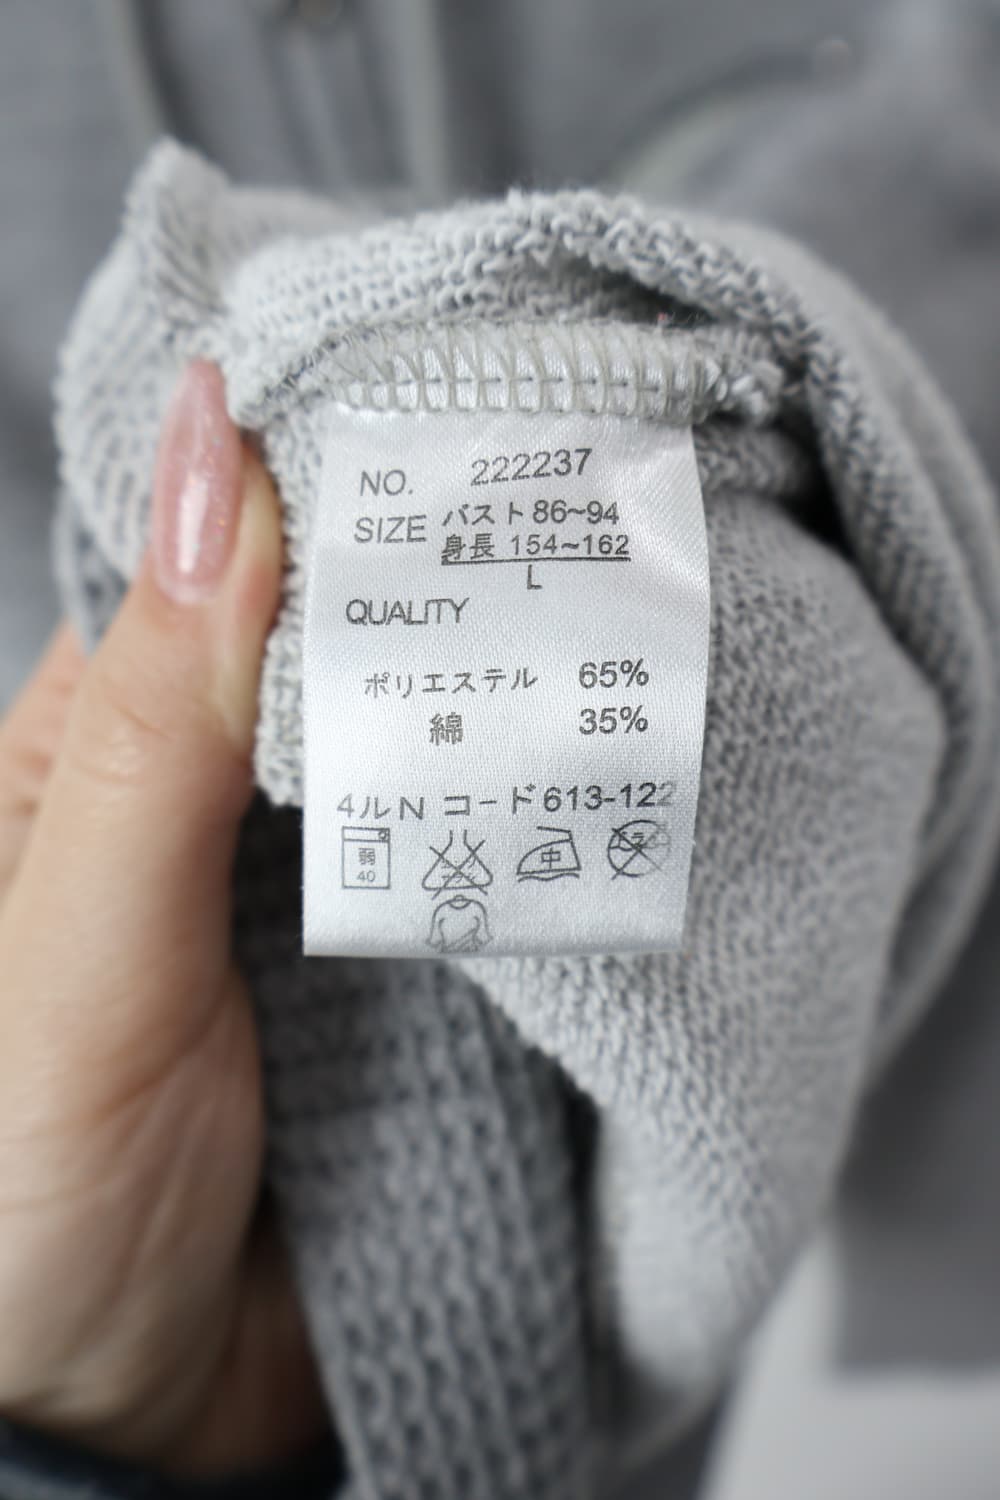 NO. 222237
SIZE バスト86~94
身長 154~162
L
QUALITY
ポリエステル 65%
綿 35%
4ルN コード613-122
弱
40
中